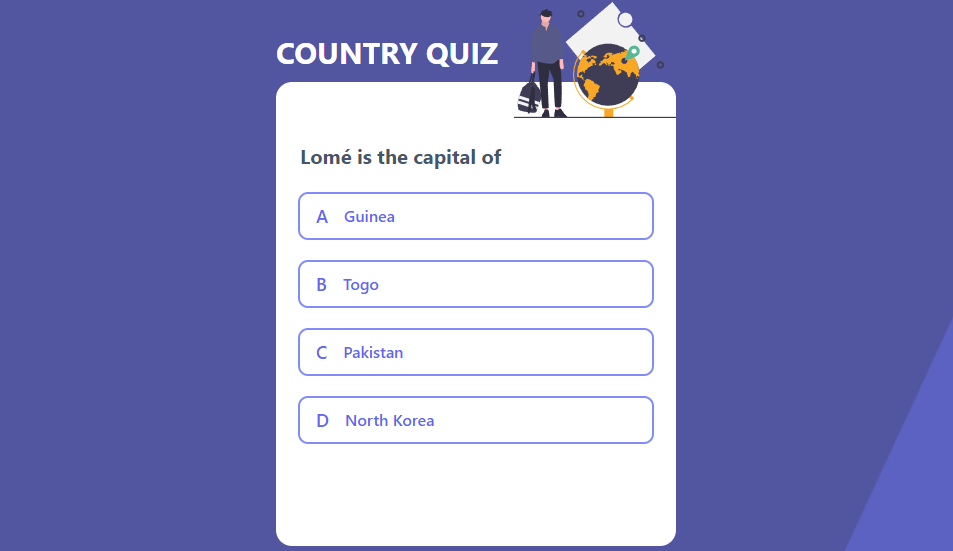 COUNTRY QUIZ
Lomé is the capital of
A Guinea
B Togo
C Pakistan
D North Korea